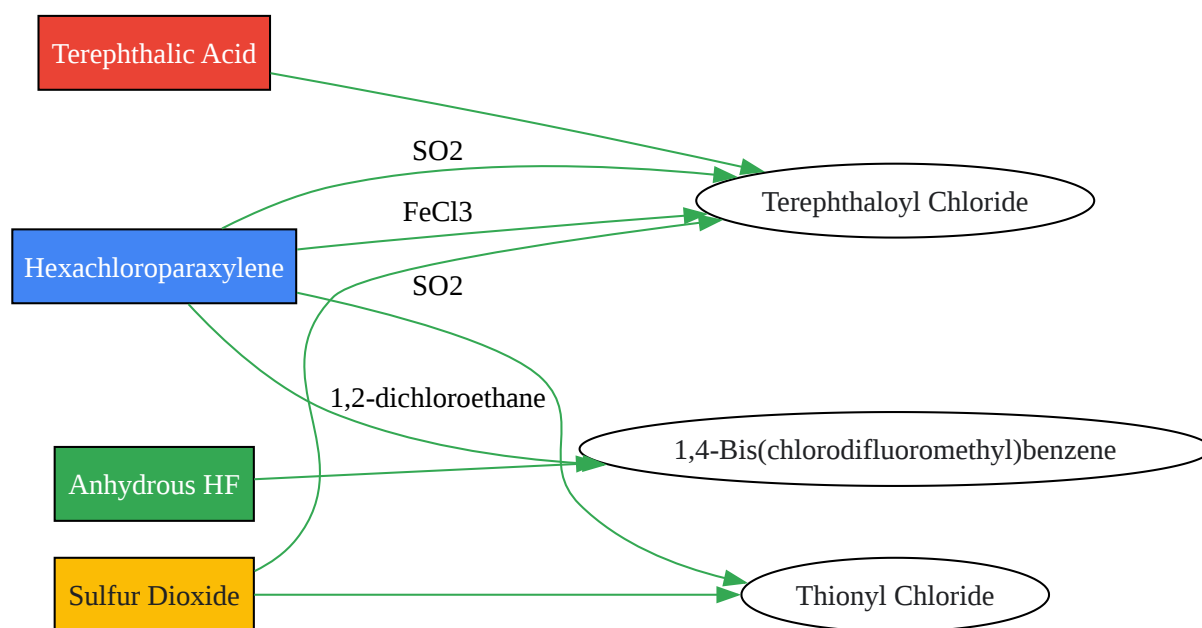 Terephthalic Acid
SO2
Terephthaloyl Chloride
FeCl3
Hexachloroparaxylene
SO2
1,2-dichloroethane
1,4-Bis(chlorodifluoromethyl)benzene
Anhydrous HF
Sulfur Dioxide
Thionyl Chloride